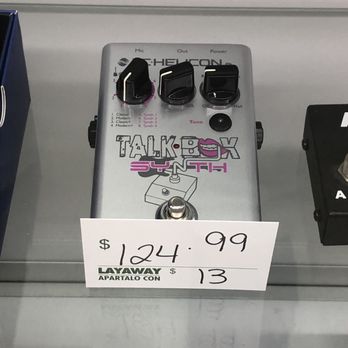 Mic Out Power
TC·HELICON
Tone
TALK BOX
SYNTH
$ 124.99
LAYAWAY $ 13
APARTALO CON